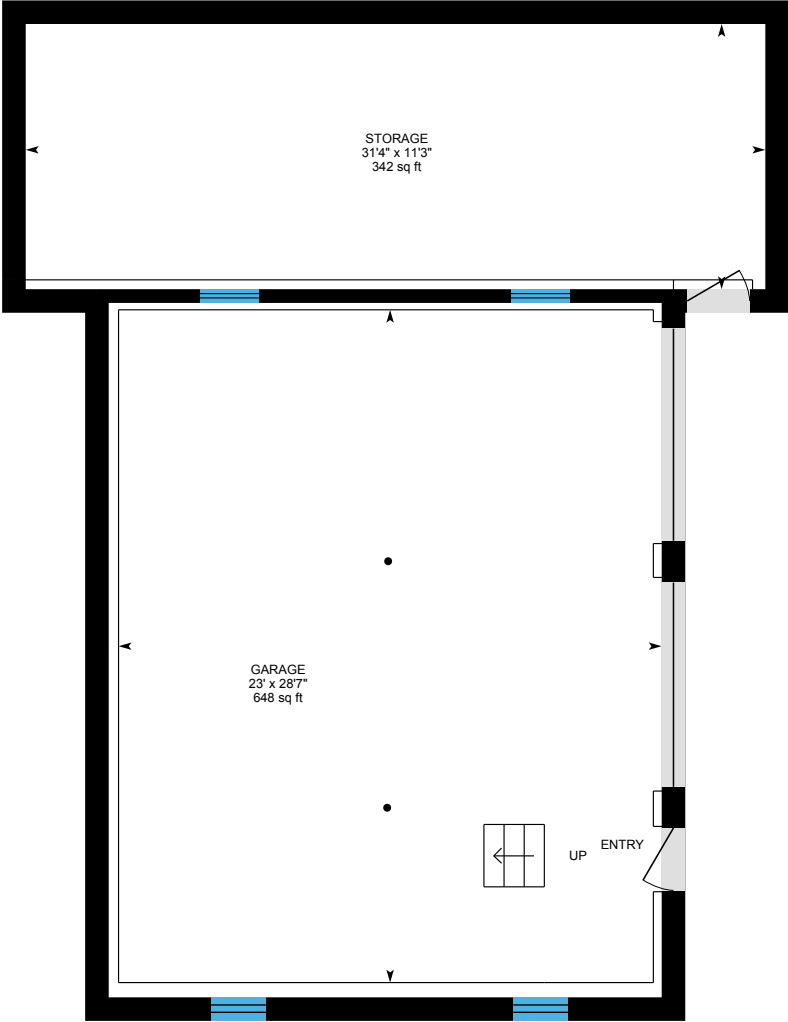 STORAGE
31'4" x 11'3"
342 sq ft
GARAGE
23' x 28'7"
648 sq ft
UP
ENTRY